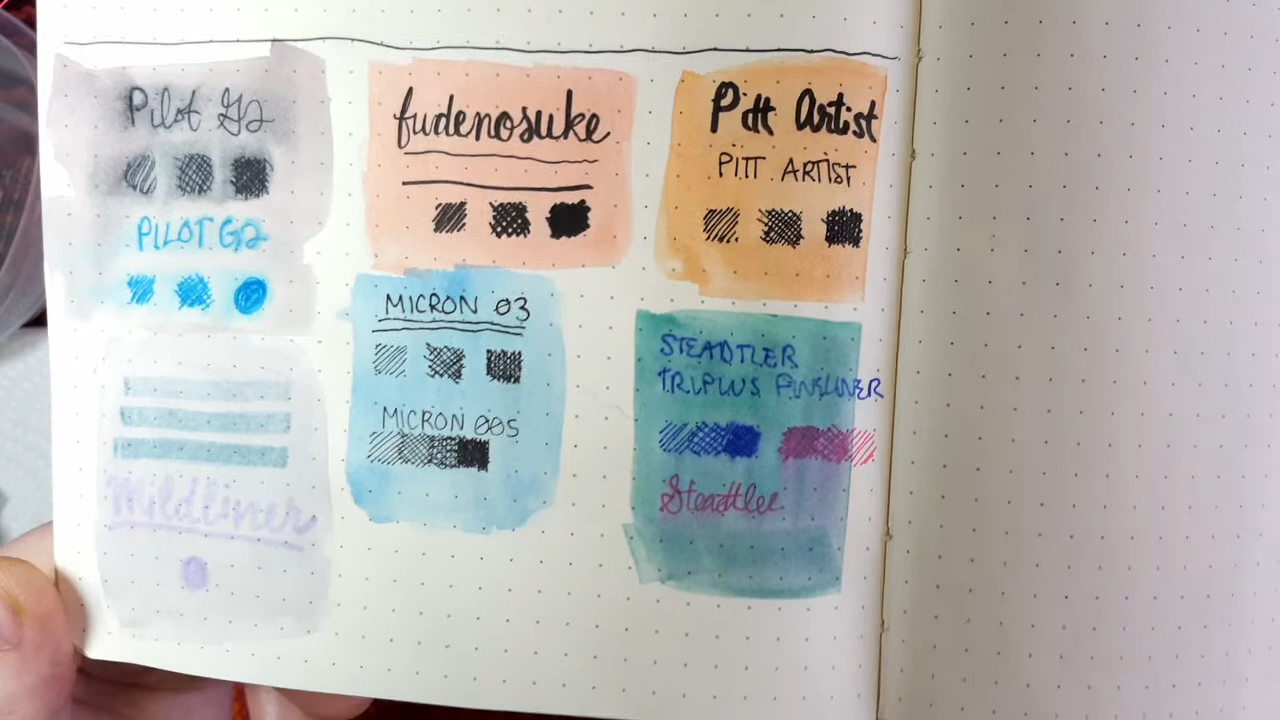 Pilot G2
PILOT G2
Mildliner
fudenosuke
MICRON 03
MICRON 005
Pitt Artist
PITT ARTIST
STEADTLER
TRIPLUS FINELINER
Steadtler